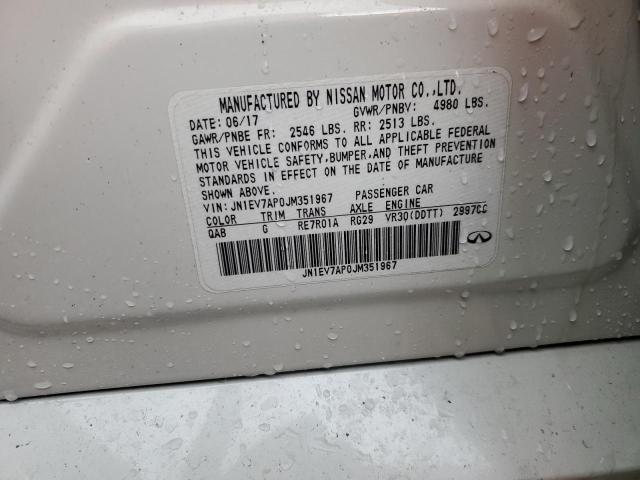 MANUFACTURED BY NISSAN MOTOR CO.,LTD.
DATE: 06/17 GVWR/PNBV: 4980 LBS.
GAWR/PNBE FR: 2546 LBS. RR: 2513 LBS.
THIS VEHICLE CONFORMS TO ALL APPLICABLE FEDERAL
MOTOR VEHICLE SAFETY,BUMPER,AND THEFT PREVENTION
STANDARDS IN EFFECT ON THE DATE OF MANUFACTURE
SHOWN ABOVE.
VIN: JN1EV7AP0JM351967 PASSENGER CAR
COLOR TRIM TRANS AXLE ENGINE
QAB G RE7R01A RG29 VR30(DDTT) 2997CC
JN1EV7AP0JM351967